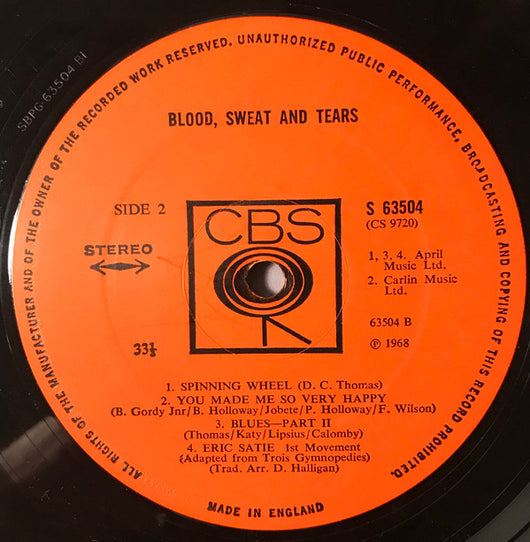 ALL RIGHTS OF THE MANUFACTURER AND OF THE OWNER OF THE RECORDED WORK RESERVED. UNAUTHORIZED PUBLIC PERFORMANCE, BROADCASTING AND COPYING OF THIS RECORD PROHIBITED.
SBPG 63504 B1
BLOOD, SWEAT AND TEARS
SIDE 2
STEREO
33⅓
CBS
S 63504
(CS 9720)
1, 3, 4. April
Music Ltd.
2. Carlin Music
Ltd.
63504 B
℗ 1968
1. SPINNING WHEEL (D. C. Thomas)
2. YOU MADE ME SO VERY HAPPY
(B. Gordy Jnr/B. Holloway/Jobete/P. Holloway/F. Wilson)
3. BLUES—PART II
(Thomas/Katy/Lipsius/Calomby)
4. ERIC SATIE 1st Movement
(Adapted from Trois Gymnopedies)
(Trad. Arr. D. Halligan)
MADE IN ENGLAND